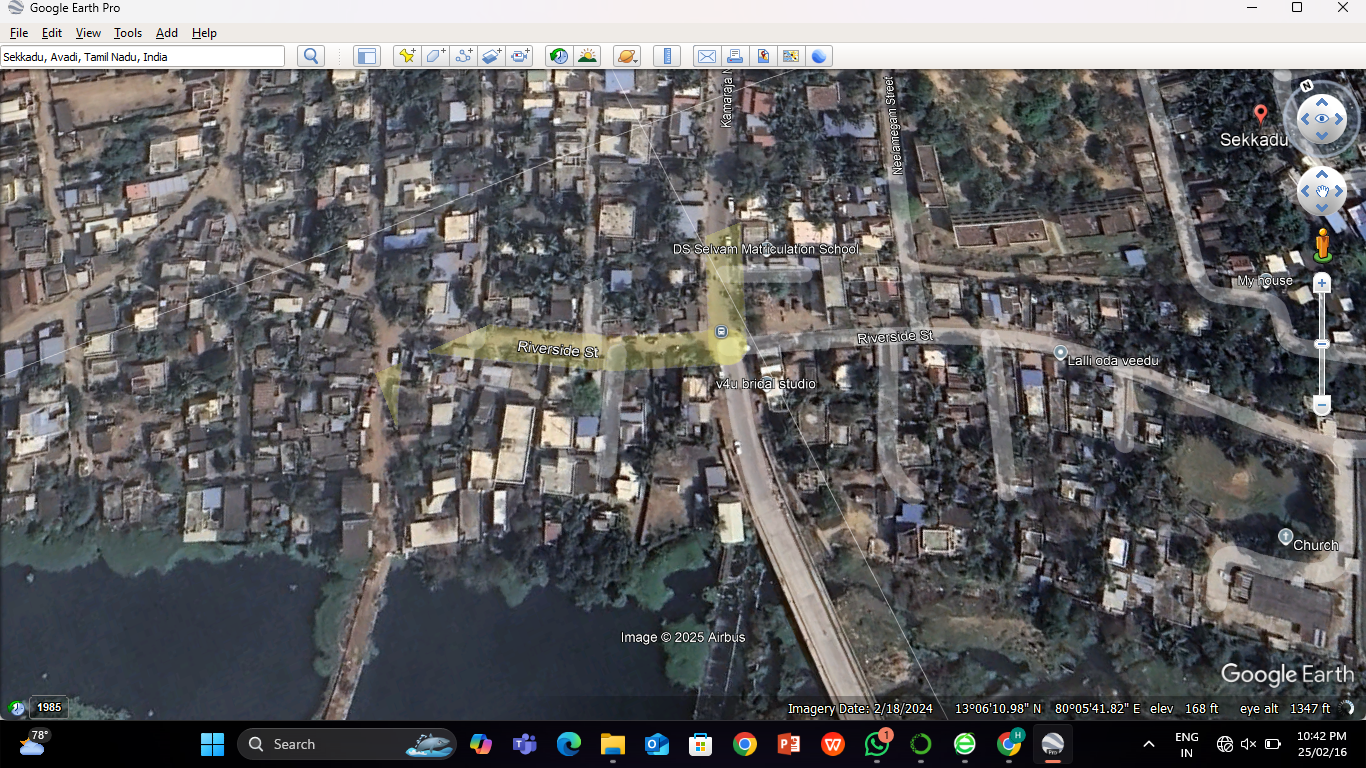 Google Earth Pro
File Edit View Tools Add Help
Sekkadu, Avadi, Tamil Nadu, India
Neelamegam Street
N
Sekkadu
DS Selvam Matriculation School
My house
Riverside St
Riverside St
Lalli oda veedu
v4u bridal studio
Church
Image © 2025 Airbus
Google Earth
1985
Imagery Date: 2/18/2024 13°06'10.98" N 80°05'41.82" E elev 168 ft eye alt 1347 ft
78°
Search
1
H
Pro
ENG
IN
10:42 PM
25/02/16